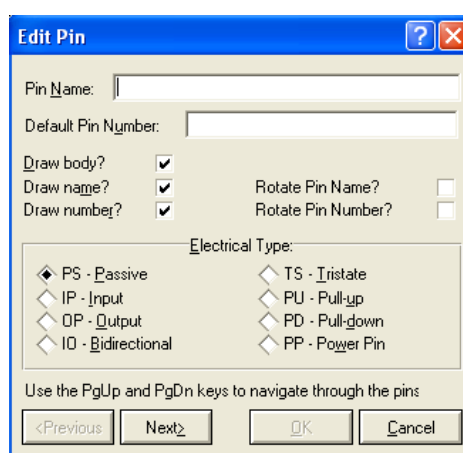 Edit Pin
Pin Name:
Default Pin Number:
Draw body?
Draw name? Rotate Pin Name?
Draw number? Rotate Pin Number?
Electrical Type:
PS - Passive TS - Tristate
IP - Input PU - Pull-up
OP - Output PD - Pull-down
IO - Bidirectional PP - Power Pin
Use the PgUp and PgDn keys to navigate through the pins
<Previous Next> OK Cancel